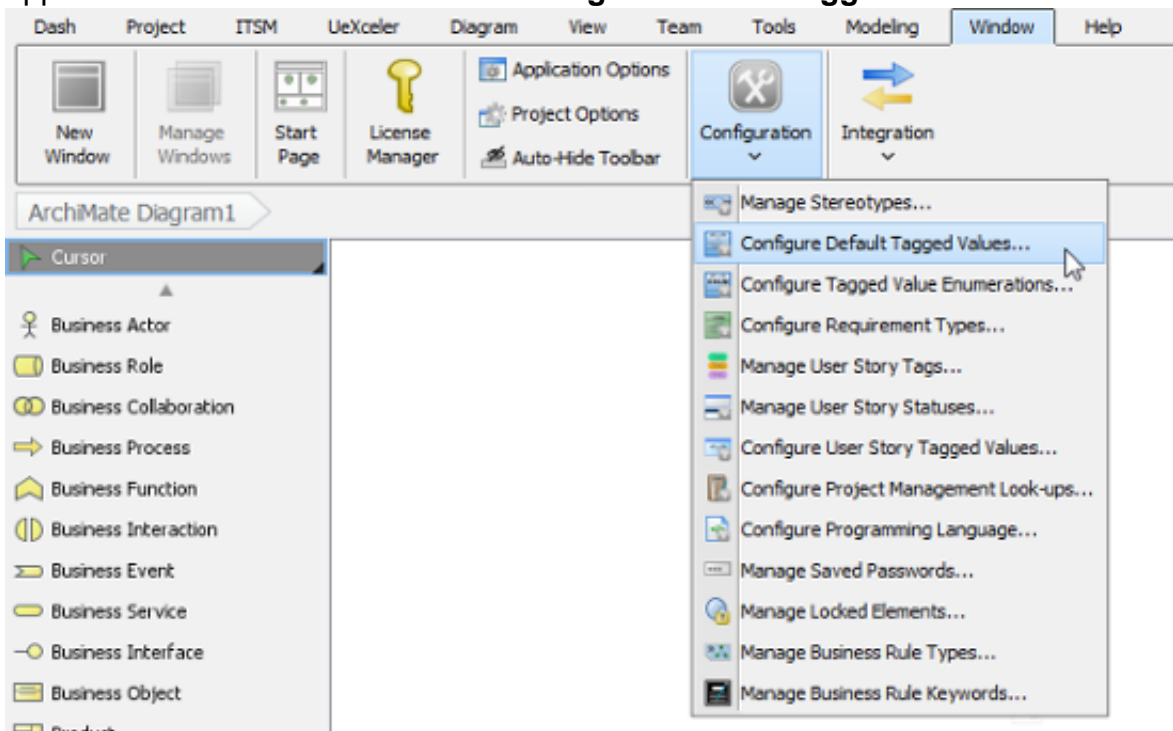 Dash Project ITSM UeXceler Diagram View Team Tools Modeling Window Help
New Window
Manage Windows
Start Page
License Manager
Application Options
Project Options
Auto-Hide Toolbar
Configuration
Integration
ArchiMate Diagram1
Cursor
Business Actor
Business Role
Business Collaboration
Business Process
Business Function
Business Interaction
Business Event
Business Service
Business Interface
Business Object
Manage Stereotypes...
Configure Default Tagged Values...
Configure Tagged Value Enumerations...
Configure Requirement Types...
Manage User Story Tags...
Manage User Story Statuses...
Configure User Story Tagged Values...
Configure Project Management Look-ups...
Configure Programming Language...
Manage Saved Passwords...
Manage Locked Elements...
Manage Business Rule Types...
Manage Business Rule Keywords...